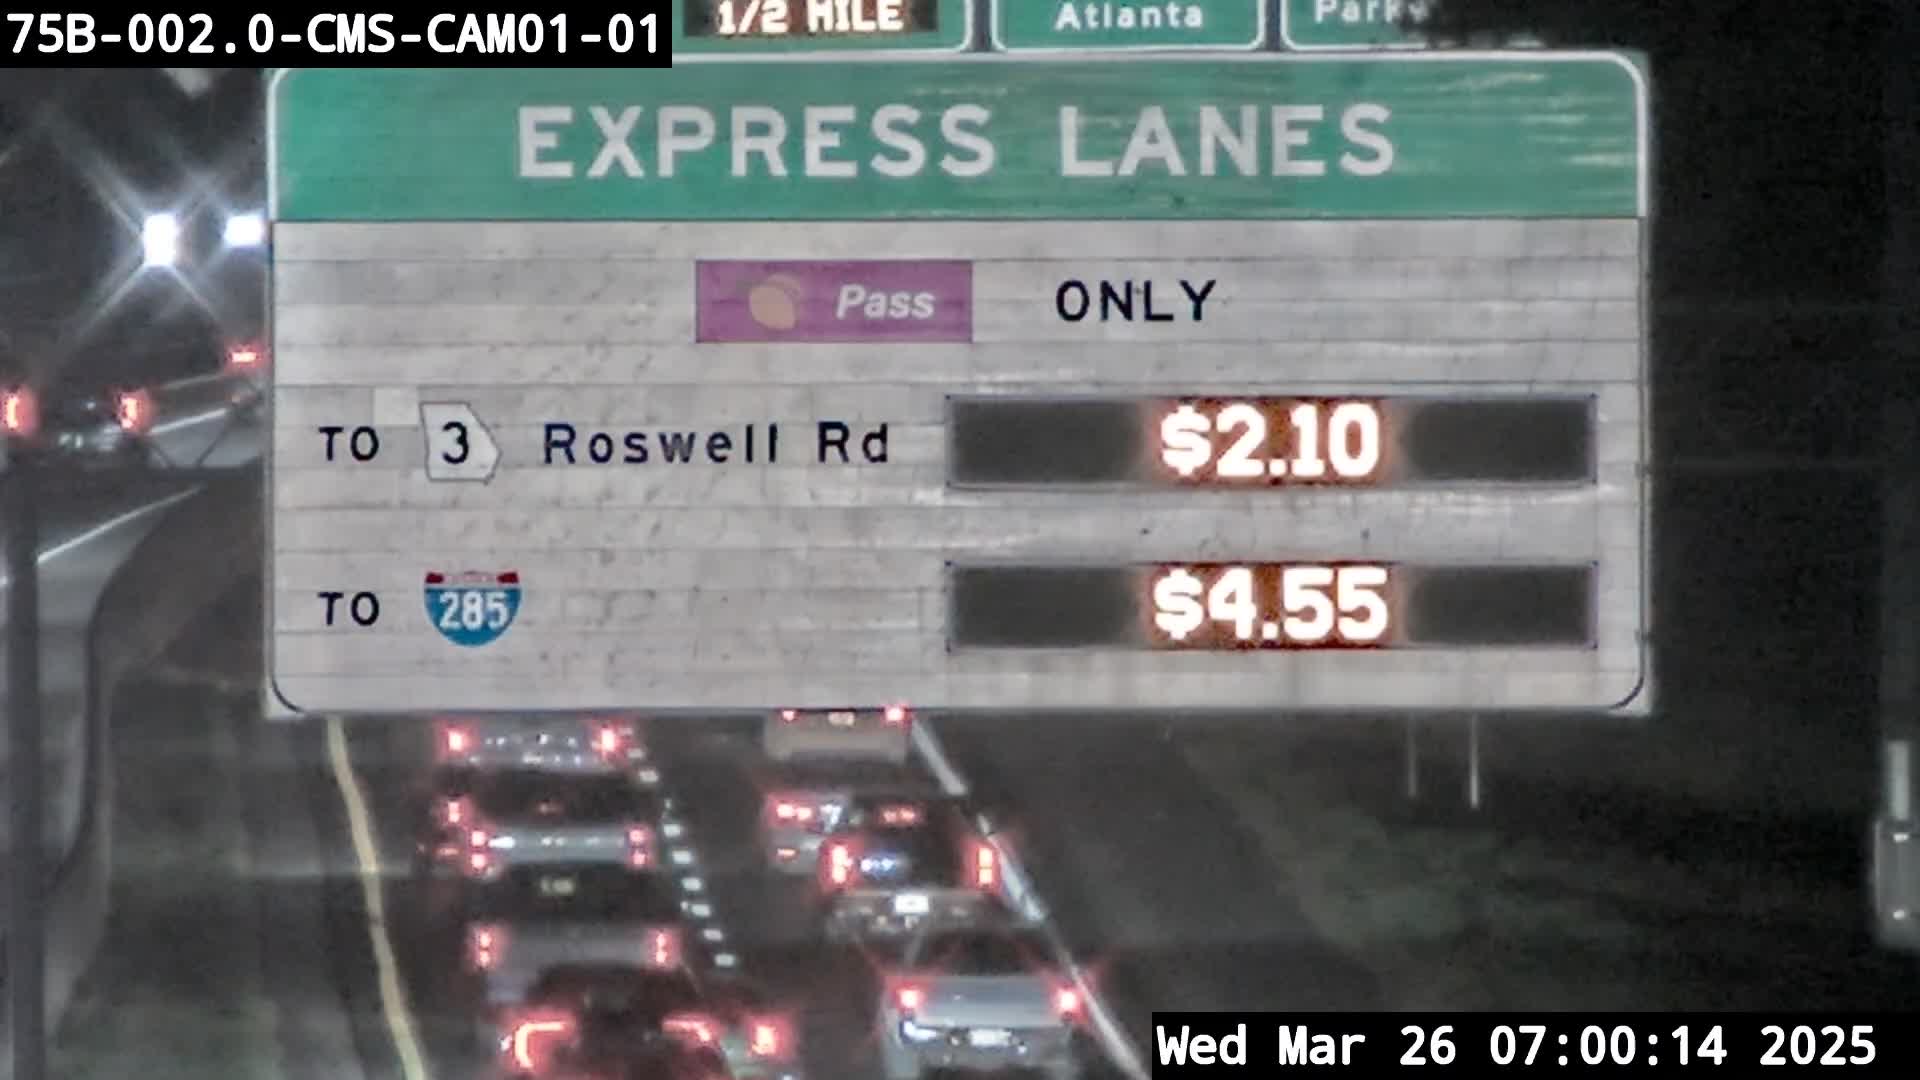 75B-002.0-CMS-CAM01-01
1/2 MILE
Atlanta
EXPRESS LANES
Pass ONLY
TO 3 Roswell Rd $2.10
TO 285 $4.55
Wed Mar 26 07:00:14 2025